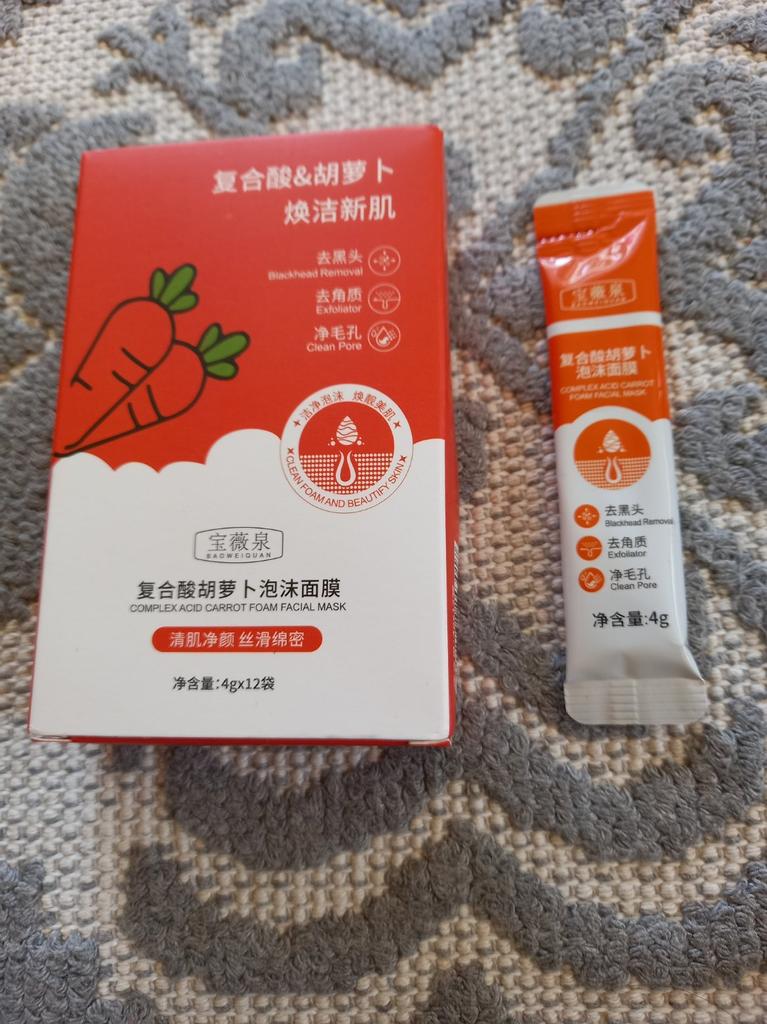 复合酸&胡萝卜
焕洁新肌
去黑头
Blackhead Removal
去角质
Exfoliator
净毛孔
Clean Pore
洁净泡沫 焕靓美肌
CLEAN FOAM AND BEAUTIFY SKIN
宝薇泉
BAOWEIQUAN
复合酸胡萝卜泡沫面膜
COMPLEX ACID CARROT FOAM FACIAL MASK
清肌净颜 丝滑绵密
净含量:4gx12袋
宝薇泉
BAOWEIQUAN
复合酸胡萝卜
泡沫面膜
COMPLEX ACID CARROT
FOAM FACIAL MASK
去黑头
Blackhead Removal
去角质
Exfoliator
净毛孔
Clean Pore
净含量:4g